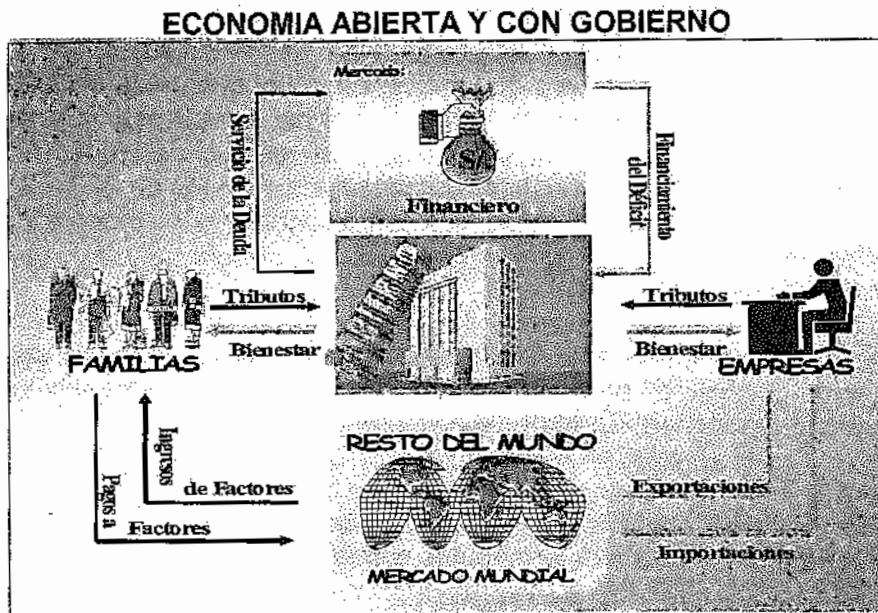 ECONOMIA ABIERTA Y CON GOBIERNO
Mercado:
S/
Financiero
Servicio de la Deuda
Financiamiento
del Déficit
GOBIERNO
Tributos
Bienestar
FAMILIAS
Tributos
Bienestar
EMPRESAS
Ingresos
de Factores
Pagos a
Factores
RESTO DEL MUNDO
MERCADO MUNDIAL
Exportaciones
Importaciones